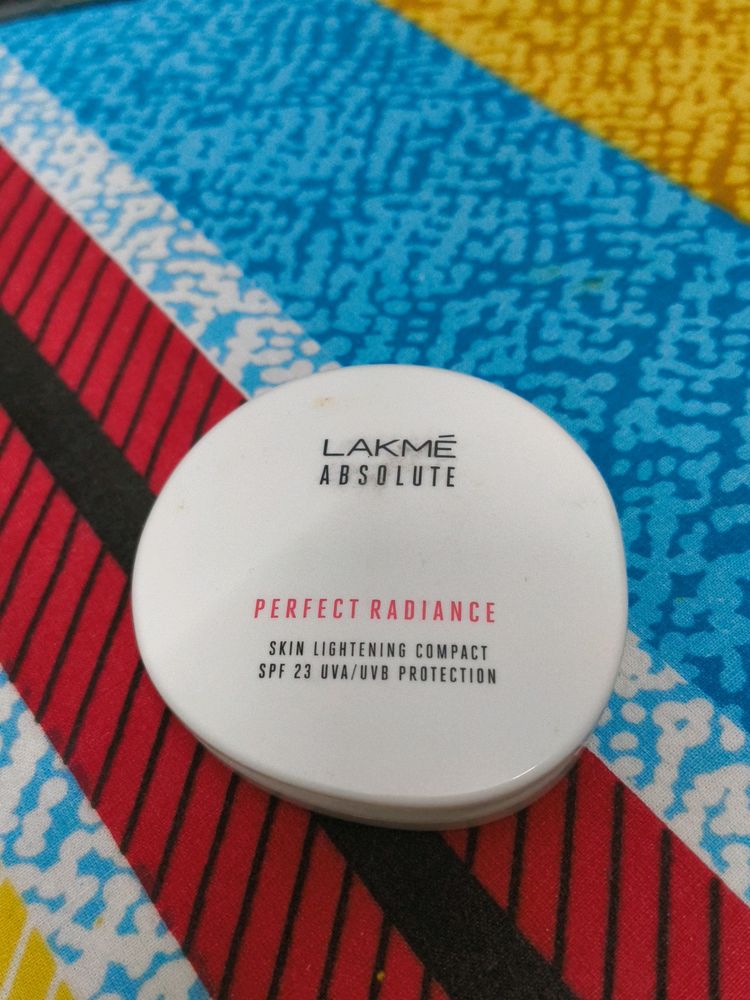 LAKMÉ
ABSOLUTE
PERFECT RADIANCE
SKIN LIGHTENING COMPACT
SPF 23 UVA/UVB PROTECTION